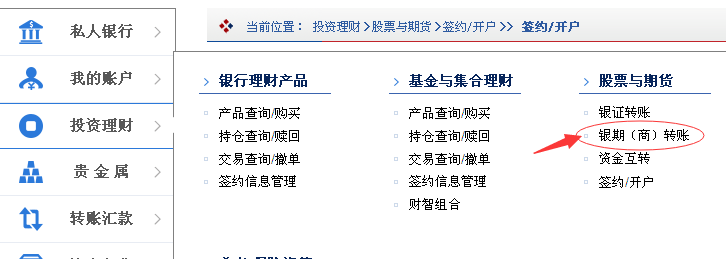 私人银行
我的账户
投资理财
贵金属
转账汇款
当前位置： 投资理财>股票与期货>签约/开户>> 签约/开户
银行理财产品
产品查询/购买
持仓查询/赎回
交易查询/撤单
签约信息管理
基金与集合理财
产品查询/购买
持仓查询/赎回
交易查询/撤单
签约信息管理
财智组合
股票与期货
银证转账
银期（商）转账
资金互转
签约/开户